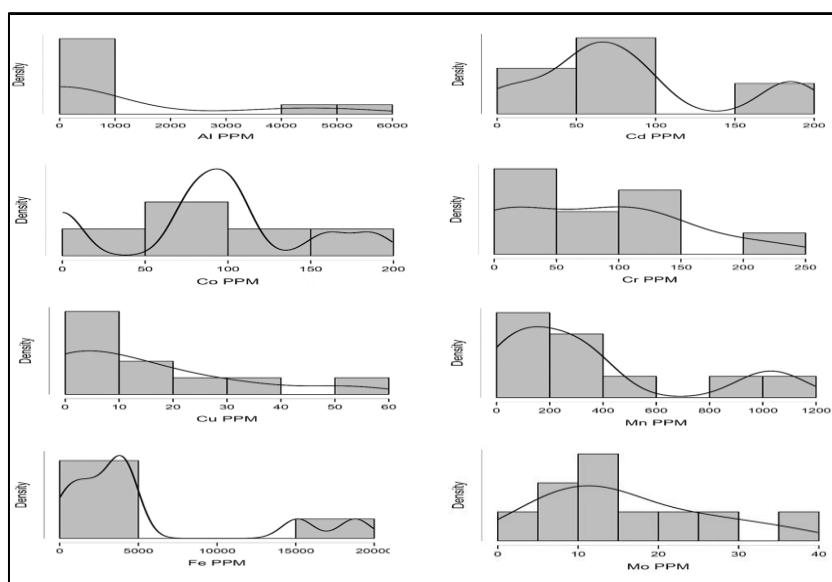 Density
0 1000 2000 3000 4000 5000 6000
Al PPM
Density
0 50 100 150 200
Cd PPM
Density
0 50 100 150 200
Co PPM
Density
0 50 100 150 200 250
Cr PPM
Density
0 10 20 30 40 50 60
Cu PPM
Density
0 200 400 600 800 1000 1200
Mn PPM
Density
0 5000 10000 15000 20000
Fe PPM
Density
0 10 20 30 40
Mo PPM